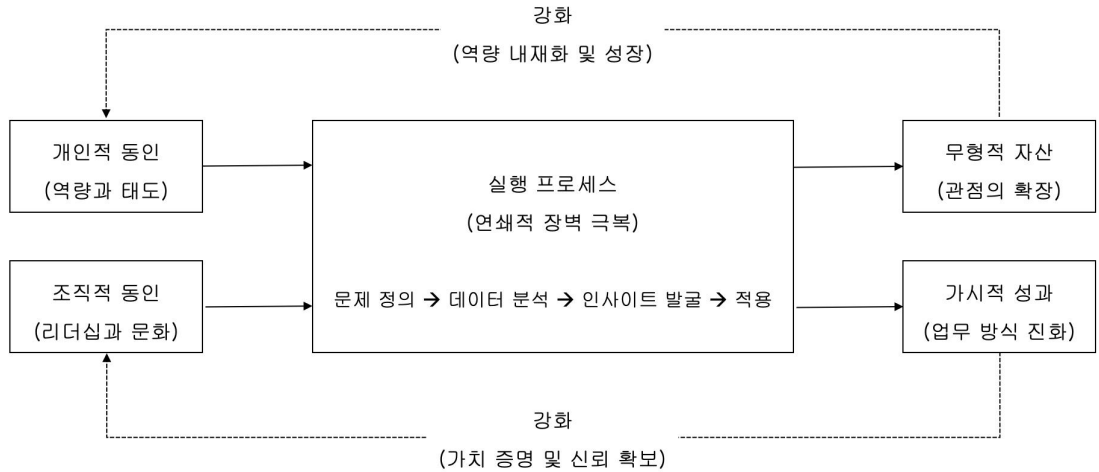 강화
(역량 내재화 및 성장)
개인적 동인
(역량과 태도)
실행 프로세스
(연쇄적 장벽 극복)
무형적 자산
(관점의 확장)
조직적 동인
(리더십과 문화)
문제 정의 → 데이터 분석 → 인사이트 발굴 → 적용
가시적 성과
(업무 방식 진화)
강화
(가치 증명 및 신뢰 확보)